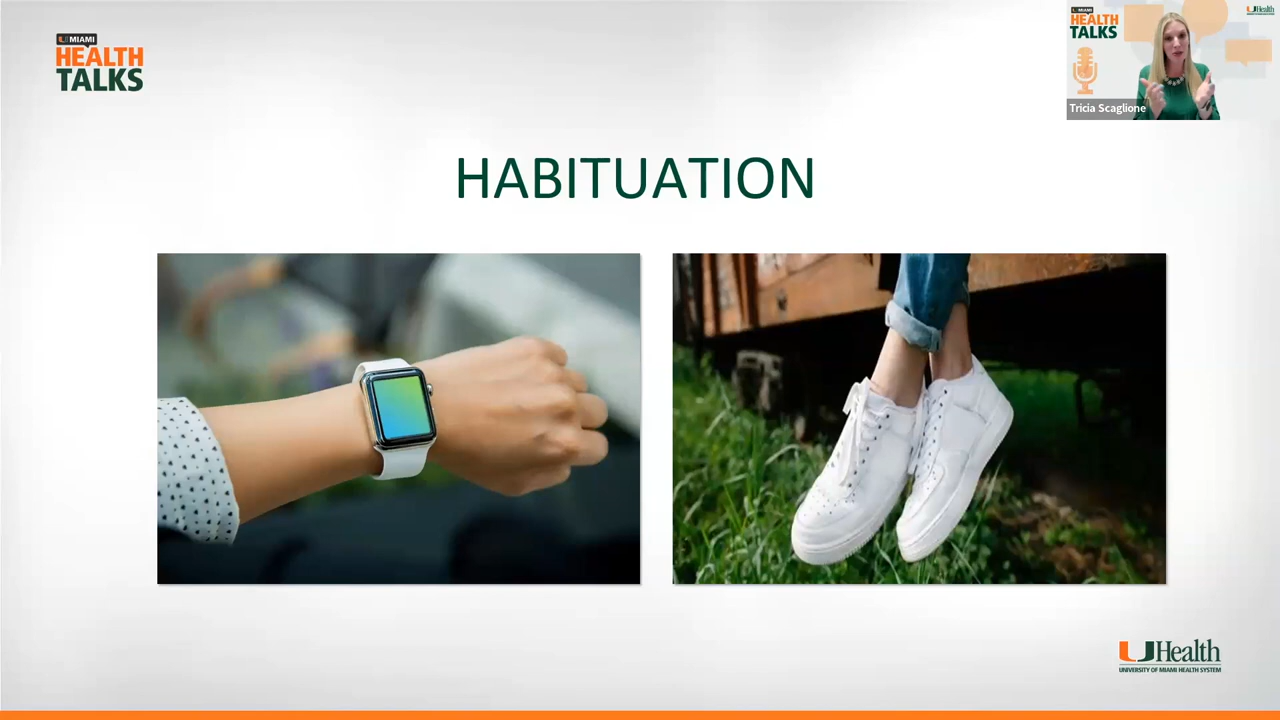 U MIAMI
HEALTH
TALKS
U MIAMI
HEALTH
TALKS
UHealth
Tricia Scaglione
HABITUATION
UHealth
UNIVERSITY OF MIAMI HEALTH SYSTEM